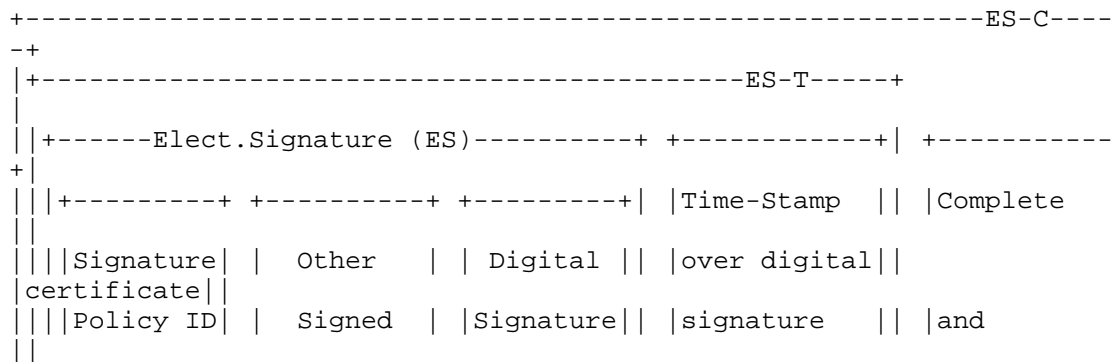 +------------------------------------------------------------ES-C----
-+
|+--------------------------------------------ES-T-----+
|
||+------Elect.Signature (ES)----------+ +------------+| +-----------
+|
|||+---------+ +----------+ +---------+| |Time-Stamp  || |Complete
||
||||Signature| |  Other   | | Digital || |over digital||
|certificate||
||||Policy ID| |  Signed  | |Signature|| |signature   || |and
||